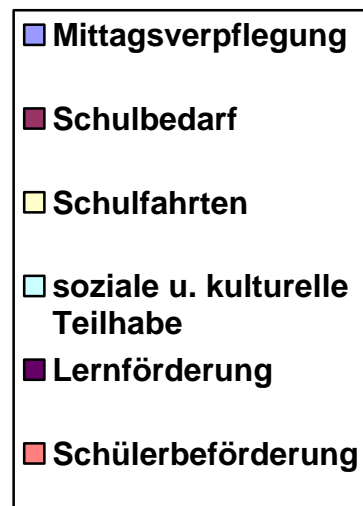 Mittagsverpflegung
Schulbedarf
Schulfahrten
soziale u. kulturelle
Teilhabe
Lernförderung
Schülerbeförderung